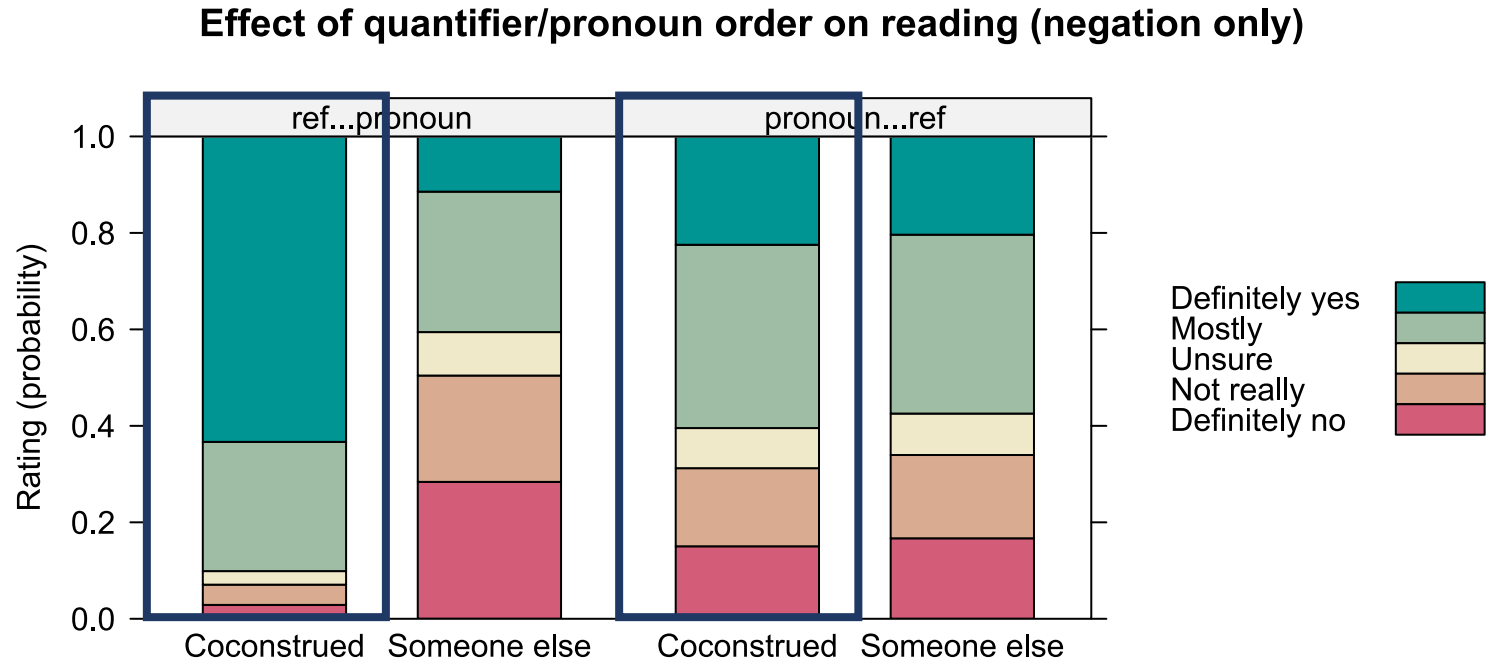 Effect of quantifier/pronoun order on reading (negation only)
ref...pronoun pronoun...ref
Rating (probability)
1.0
0.8
0.6
0.4
0.2
0.0
Coconstrued Someone else Coconstrued Someone else
Definitely yes
Mostly
Unsure
Not really
Definitely no